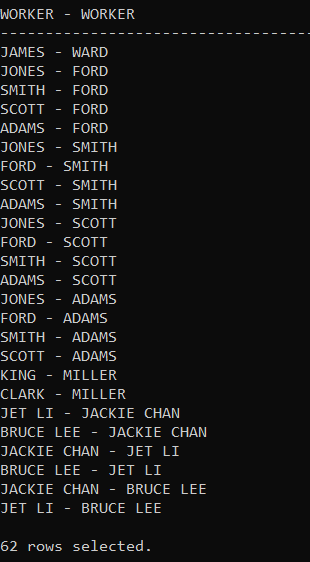 WORKER - WORKER
-----------------------------------
JAMES - WARD
JONES - FORD
SMITH - FORD
SCOTT - FORD
ADAMS - FORD
JONES - SMITH
FORD - SMITH
SCOTT - SMITH
ADAMS - SMITH
JONES - SCOTT
FORD - SCOTT
SMITH - SCOTT
ADAMS - SCOTT
JONES - ADAMS
FORD - ADAMS
SMITH - ADAMS
SCOTT - ADAMS
KING - MILLER
CLARK - MILLER
JET LI - JACKIE CHAN
BRUCE LEE - JACKIE CHAN
JACKIE CHAN - JET LI
BRUCE LEE - JET LI
JACKIE CHAN - BRUCE LEE
JET LI - BRUCE LEE
62 rows selected.